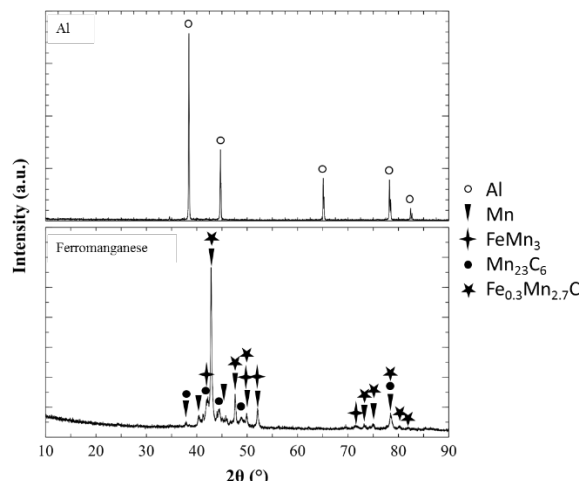 Al
Ferromanganese
Intensity (a.u.)
10 20 30 40 50 60 70 80 90
2θ (°)
Al
Mn
FeMn₃
Mn₂₃C₆
Fe₀.₃Mn₂.₇C